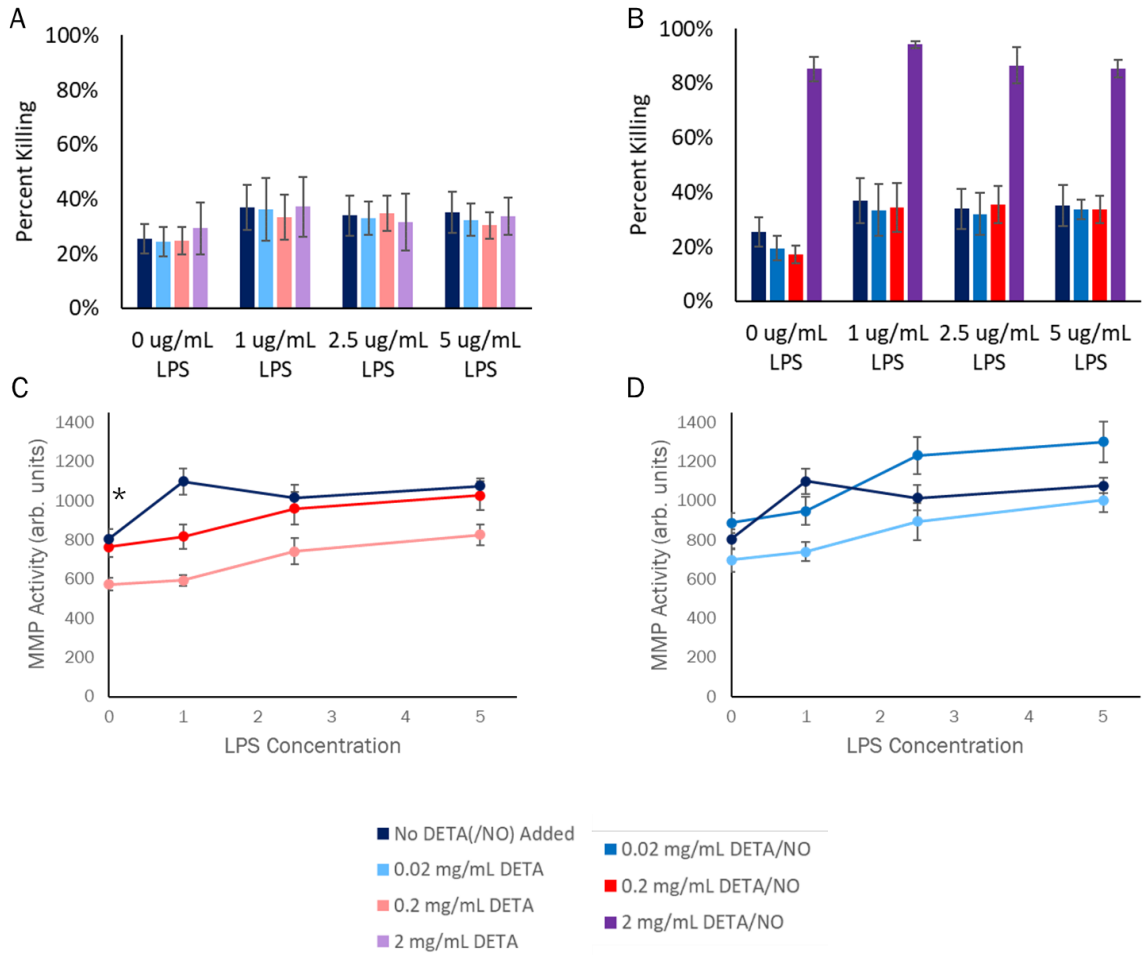 A
100%
80%
60%
40%
20%
0%
Percent Killing
0 ug/mL LPS
1 ug/mL LPS
2.5 ug/mL LPS
5 ug/mL LPS
B
100%
80%
60%
40%
20%
0%
Percent Killing
0 ug/mL LPS
1 ug/mL LPS
2.5 ug/mL LPS
5 ug/mL LPS
C
1400
1200
1000
800
600
400
200
0
MMP Activity (arb. units)
*
0 1 2 3 4 5
LPS Concentration
D
1400
1200
1000
800
600
400
200
0
MMP Activity (arb. units)
0 1 2 3 4 5
LPS Concentration
No DETA(/NO) Added
0.02 mg/mL DETA
0.2 mg/mL DETA
2 mg/mL DETA
0.02 mg/mL DETA/NO
0.2 mg/mL DETA/NO
2 mg/mL DETA/NO